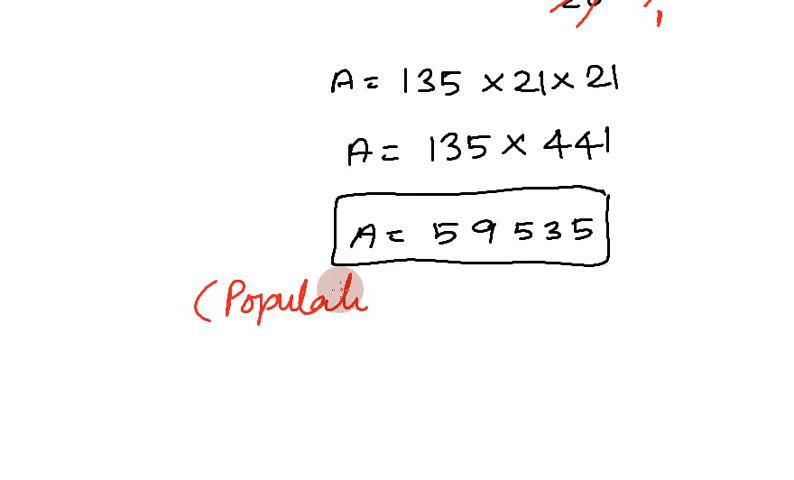 A = 135 × 21 × 21
A = 135 × 441
A = 59535
(Populati